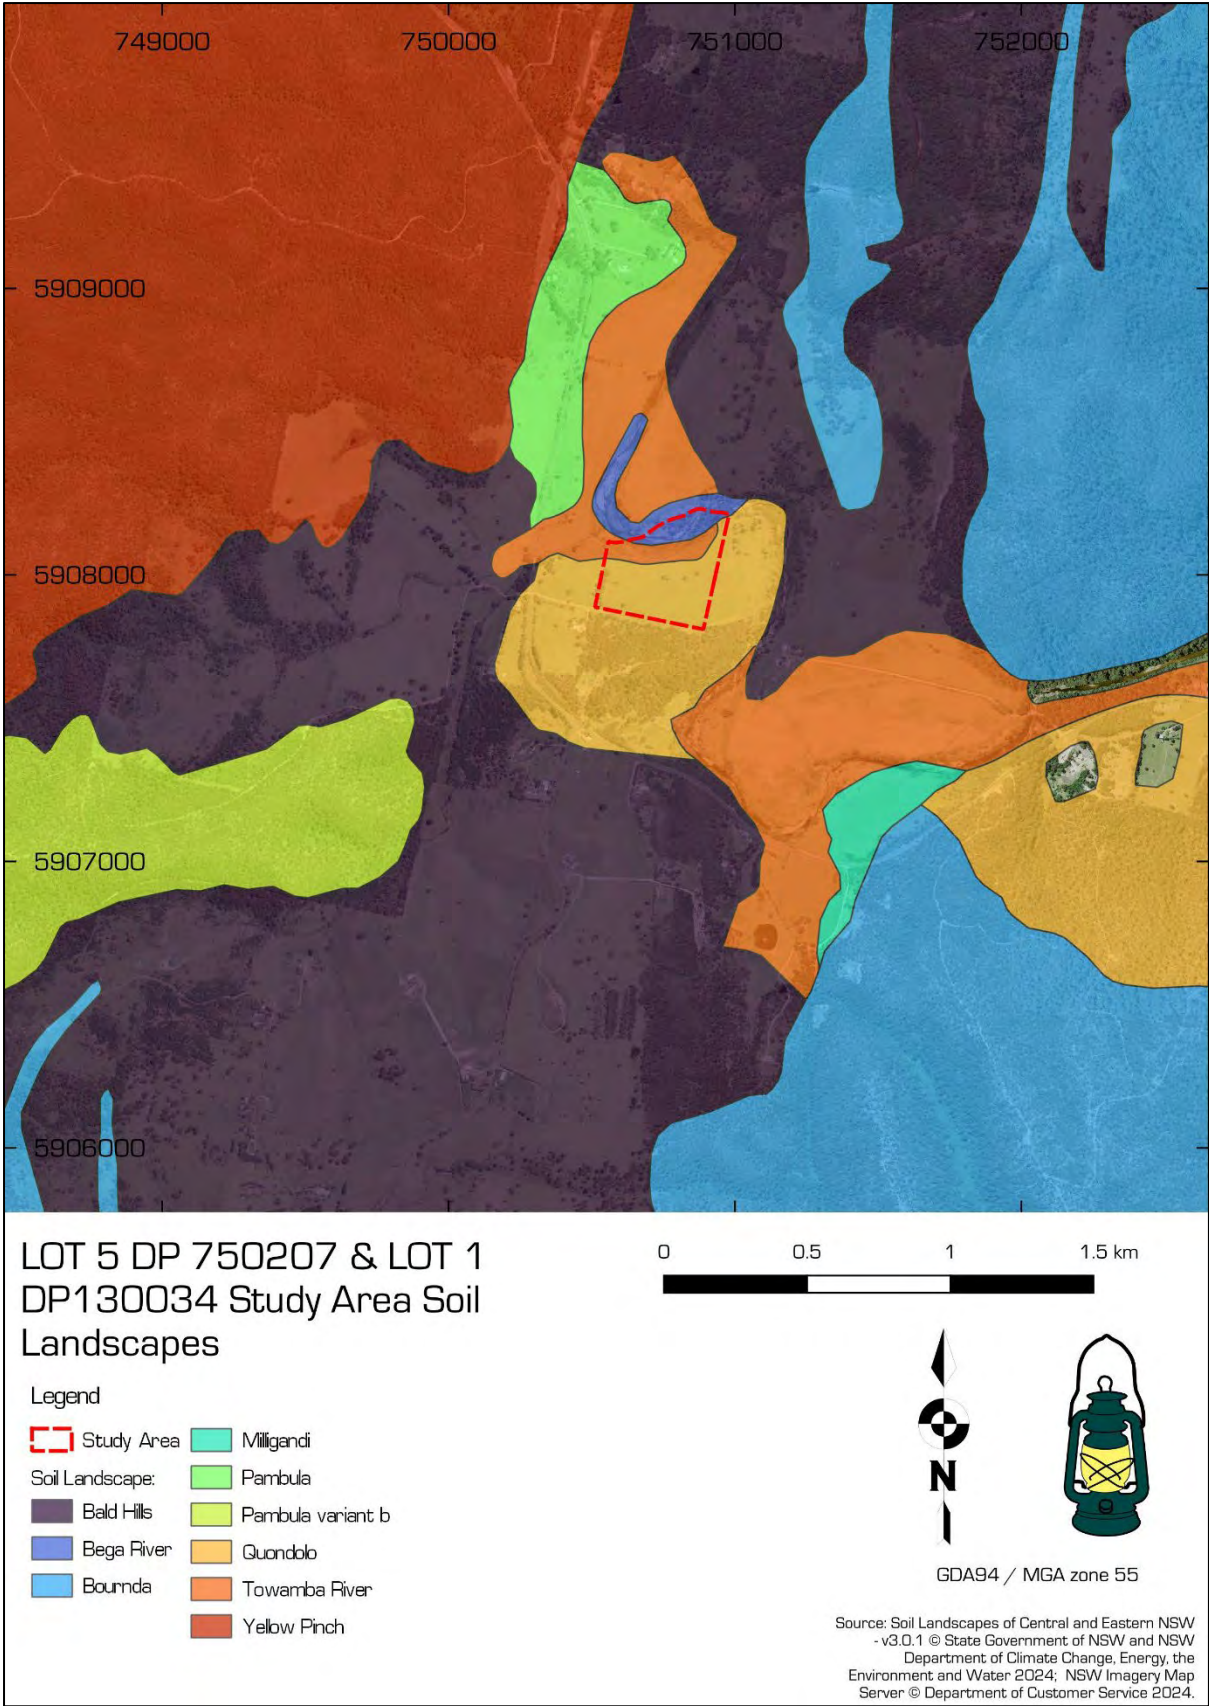 749000
750000
751000
752000
5909000
5908000
5907000
5906000
LOT 5 DP 750207 & LOT 1
DP130034 Study Area Soil
Landscapes
Legend
Study Area
Soil Landscape:
Bald Hills
Bega River
Bournda
Milligandi
Pambula
Pambula variant b
Quondolo
Towamba River
Yellow Pinch
0
0.5
1
1.5 km
N
GDA94 / MGA zone 55
Source: Soil Landscapes of Central and Eastern NSW
- v3.0.1 © State Government of NSW and NSW
Department of Climate Change, Energy, the
Environment and Water 2024; NSW Imagery Map
Server © Department of Customer Service 2024.